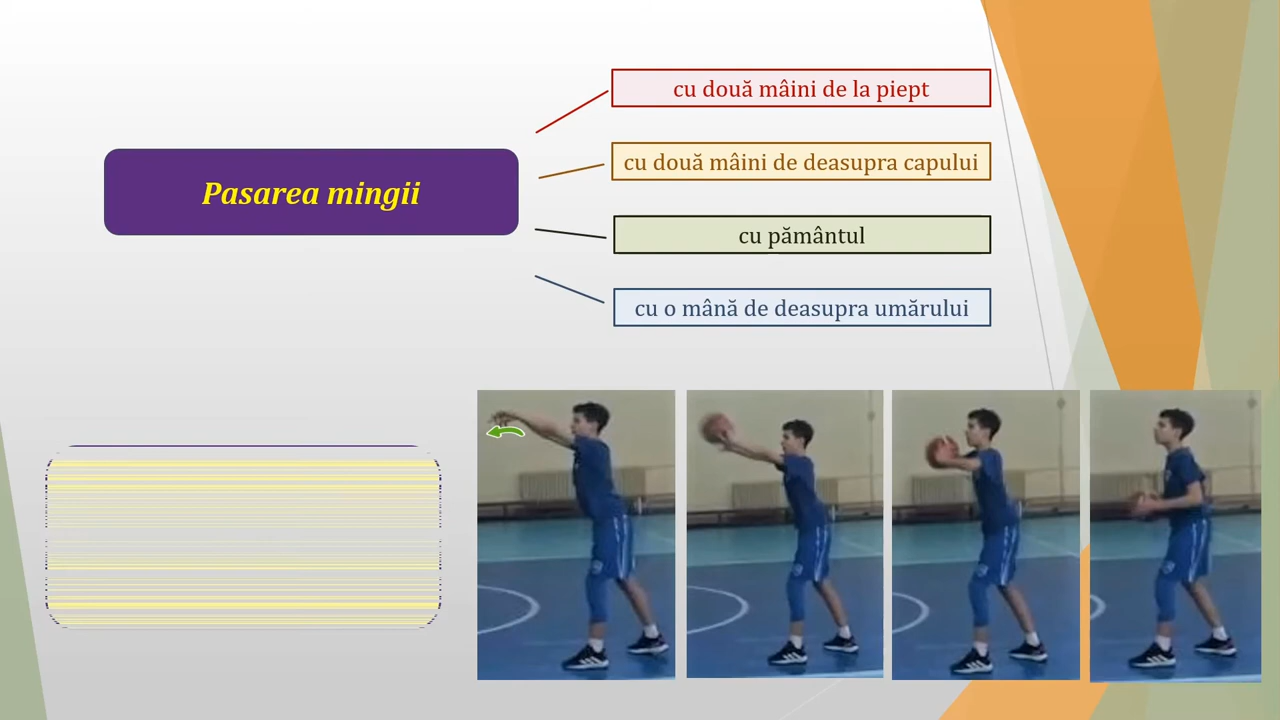 Pasarea mingii
cu două mâini de la piept
cu două mâini de deasupra capului
cu pământul
cu o mână de deasupra umărului